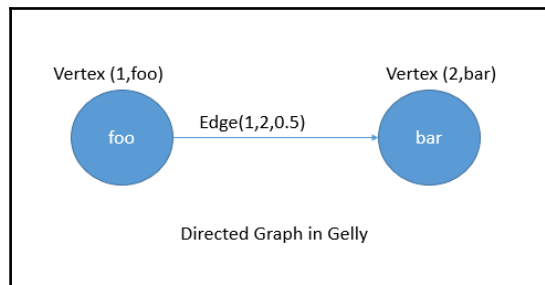 Vertex (1,foo)
Vertex (2,bar)
Edge(1,2,0.5)
foo
bar
Directed Graph in Gelly